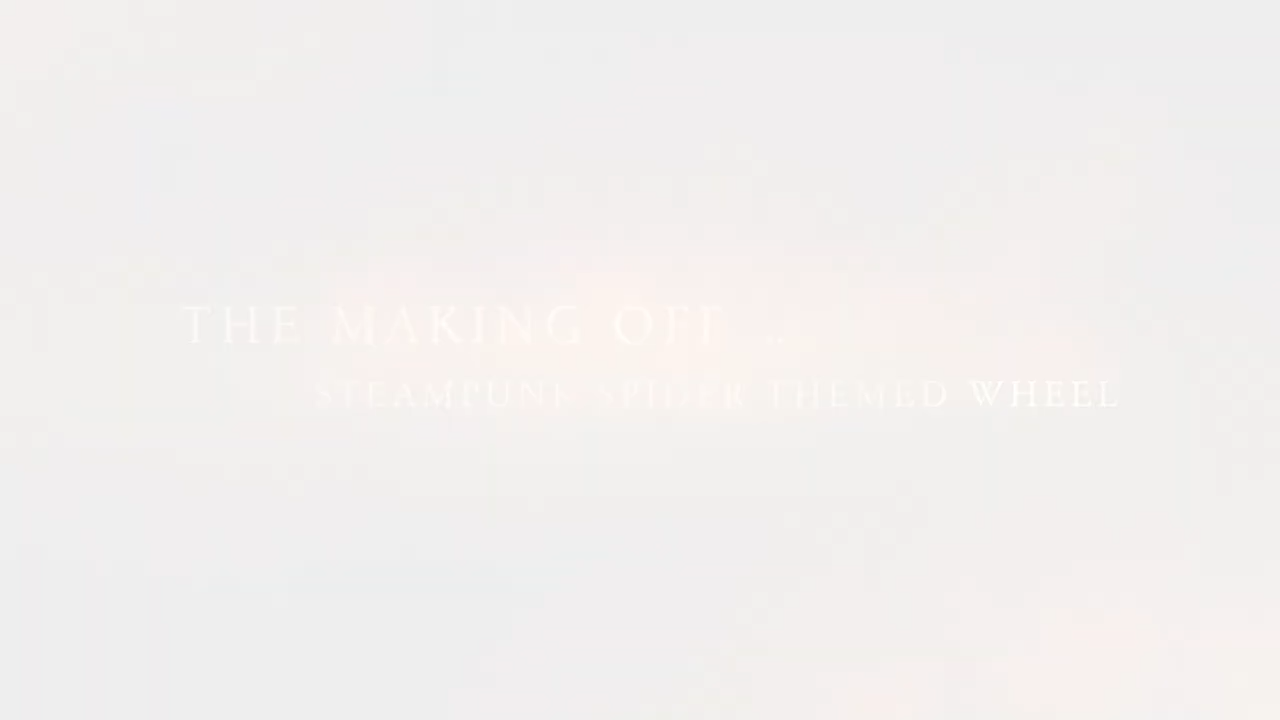 THE MAKING OFF ..
STEAMPUNK SPIDER THEMED WHEEL